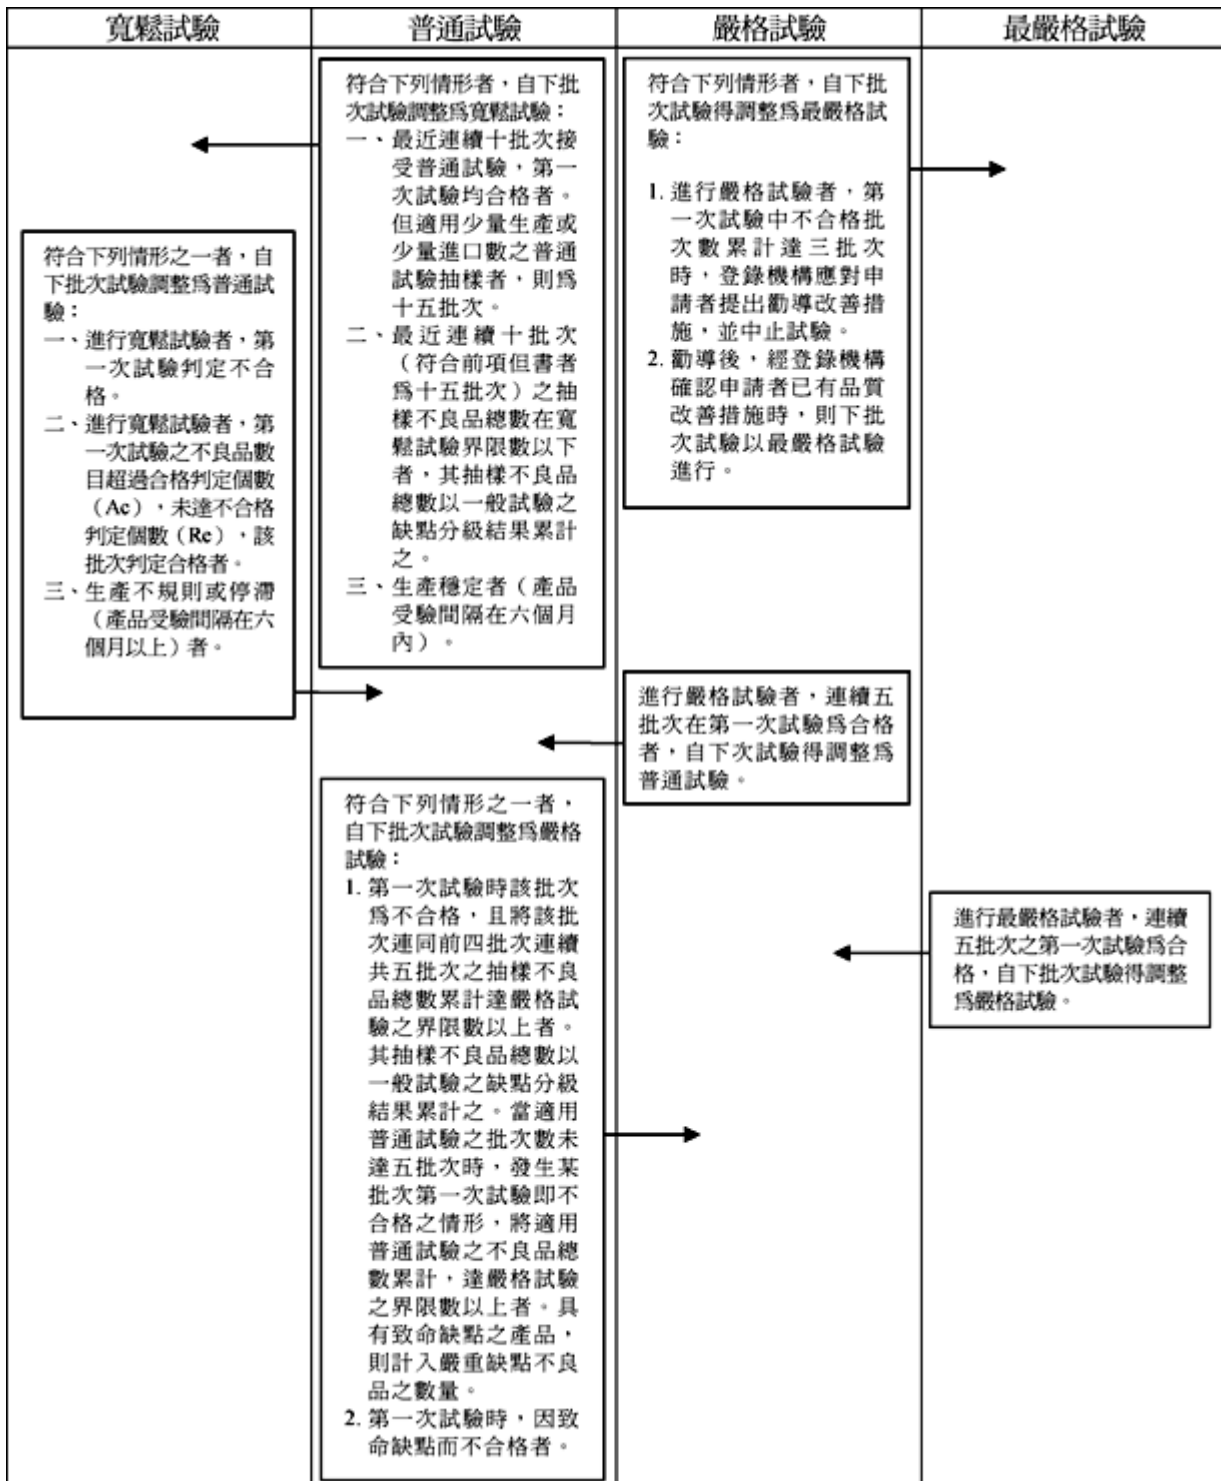 寬鬆試驗
普通試驗
嚴格試驗
最嚴格試驗
符合下列情形之一者，自
下批次試驗調整爲普通試
驗：
一、進行寬鬆試驗者，第
一次試驗判定不合
格。
二、進行寬鬆試驗者，第
一次試驗之不良品數
目超過合格判定個數
（Ac），未達不合格
判定個數（Re），該
批次判定合格者。
三、生產不規則或停滯
（產品受驗間隔在六
個月以上）者。
符合下列情形者，自下批
次試驗調整爲寬鬆試驗：
一、最近連續十批次接
受普通試驗，第一
次試驗均合格者。
但適用少量生產或
少量進口數之普通
試驗抽樣者，則爲
十五批次。
二、最近連續十批次
（符合前項但書者
爲十五批次）之抽
樣不良品總數在寬
鬆試驗界限數以下
者，其抽樣不良品
總數以一般試驗之
缺點分級結果累計
之。
三、生產穩定者（產品
受驗間隔在六個月
內）。
符合下列情形之一者，
自下批次試驗調整爲嚴格
試驗：
1. 第一次試驗時該批次
爲不合格，且將該批
次連同前四批次連續
共五批次之抽樣不良
品總數累計達嚴格試
驗之界限數以上者。
其抽樣不良品總數以
一般試驗之缺點分級
結果累計之。當適用
普通試驗之批次數未
達五批次時，發生某
批次第一次試驗即不
合格之情形，將適用
普通試驗之不良品總
數累計，達嚴格試驗
之界限數以上者。具
有致命缺點之產品，
則計入嚴重缺點不良
品之數量。
2. 第一次試驗時，因致
命缺點而不合格者。
符合下列情形者，自下批
次試驗得調整爲最嚴格試
驗：
1. 進行嚴格試驗者，第
一次試驗中不合格批
次數累計達三批次
時，登錄機構應對申
請者提出勸導改善措
施，並中止試驗。
2. 勸導後，經登錄機構
確認申請者已有品質
改善措施時，則下批
次試驗以最嚴格試驗
進行。
進行嚴格試驗者，連續五
批次在第一次試驗爲合格
者，自下次試驗得調整爲
普通試驗。
進行最嚴格試驗者，連續
五批次之第一次試驗爲合
格，自下批次試驗得調整
爲嚴格試驗。